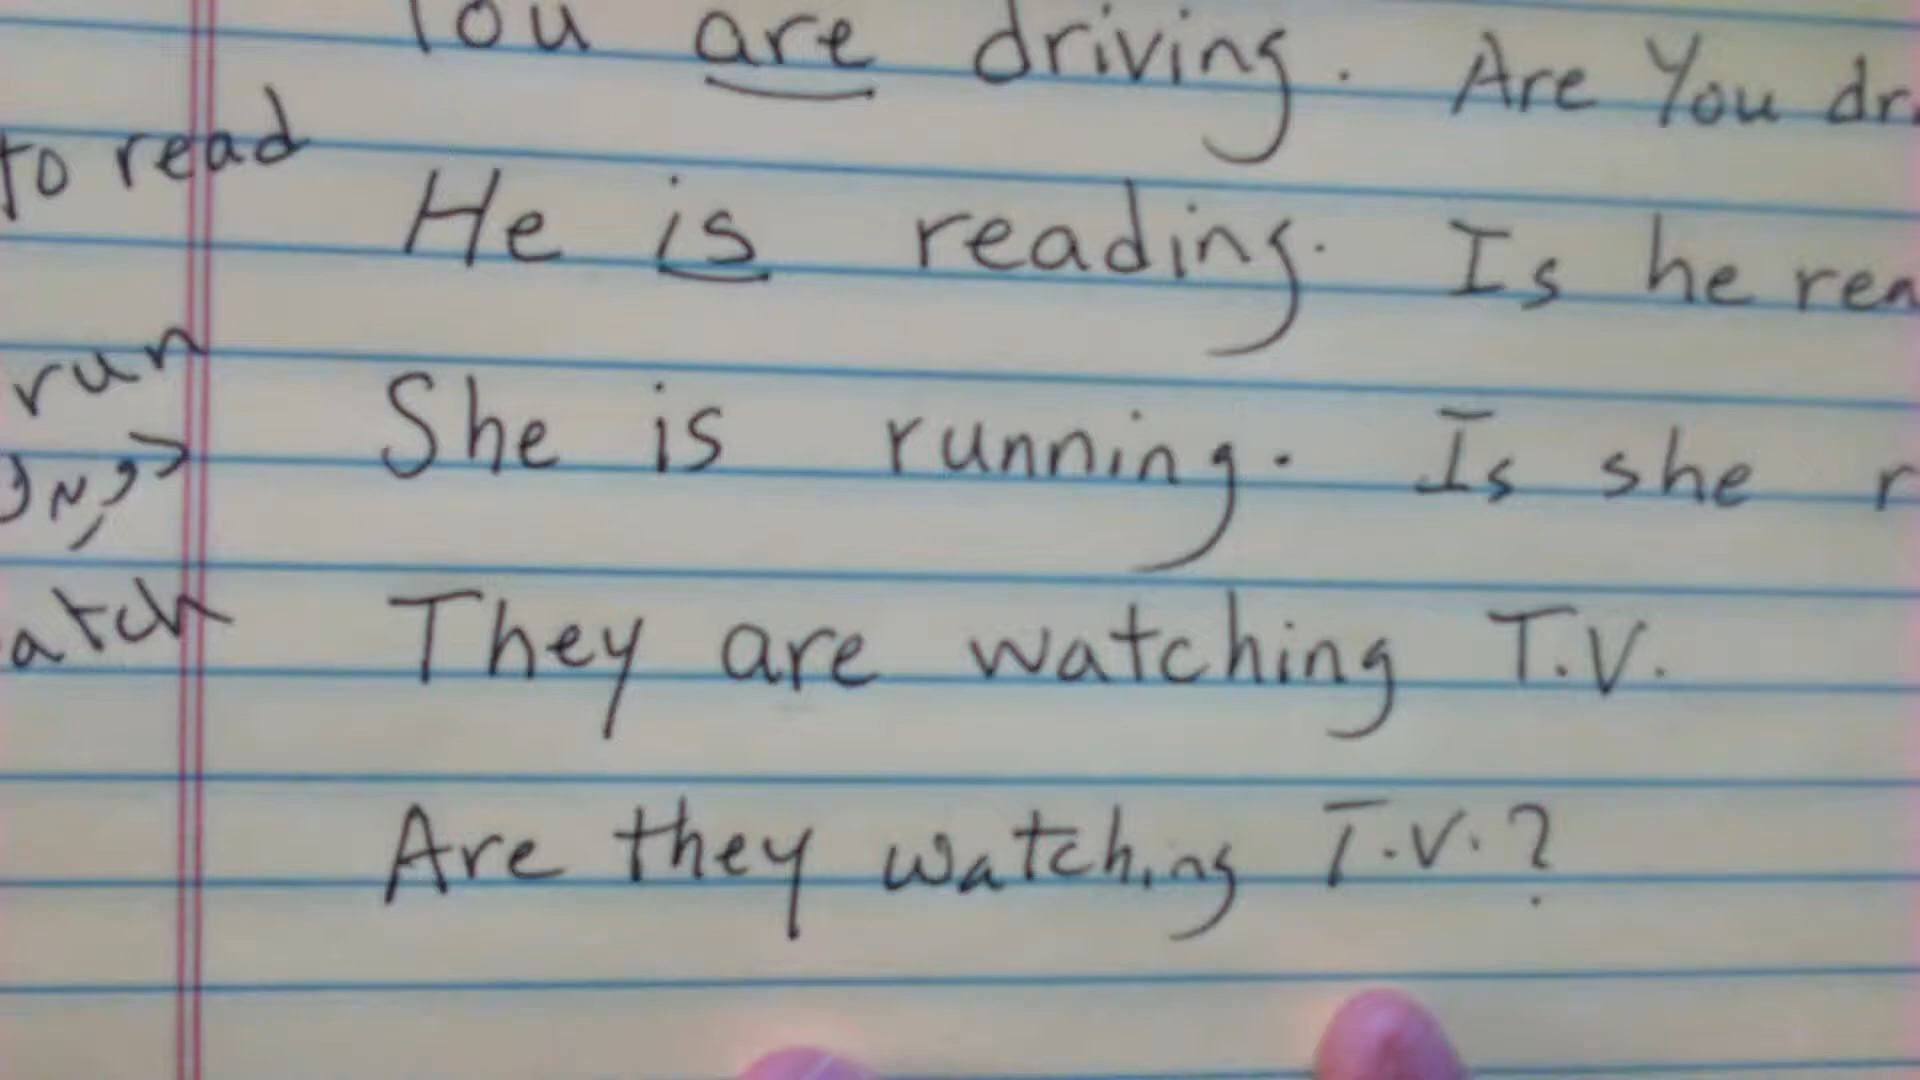 You are driving. Are You
to read He is reading. Is he
run She is running. Is she
They are watching T.V.
Are they watching T.V.?